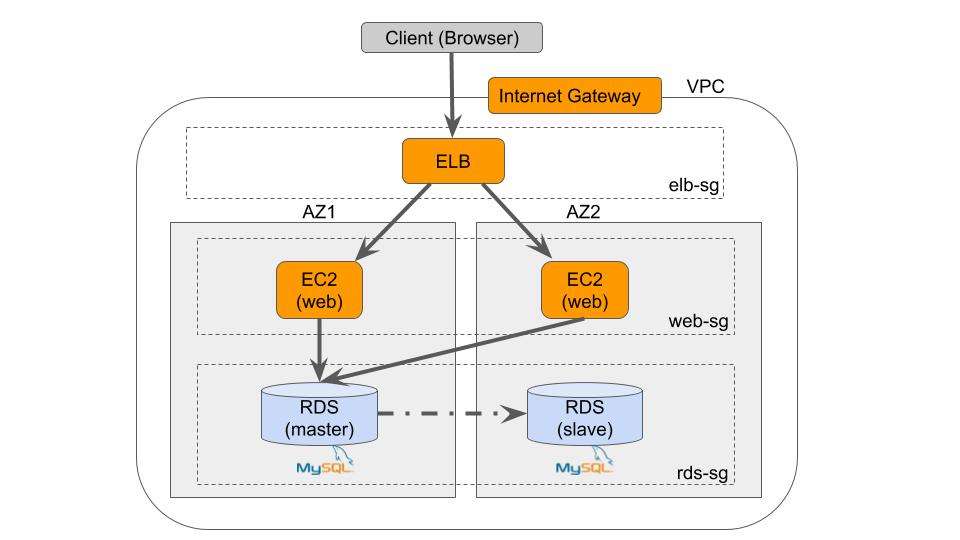 Client (Browser)
Internet Gateway
VPC
ELB
elb-sg
AZ1
AZ2
EC2
(web)
EC2
(web)
web-sg
RDS
(master)
RDS
(slave)
MySQL
MySQL
rds-sg